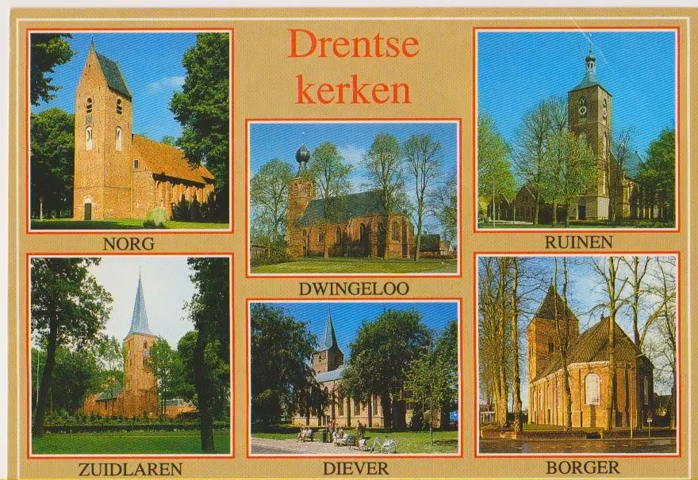 Drentse
kerken
NORG
DWINGELOO
RUINEN
ZUIDLAREN
DIEVER
BORGER